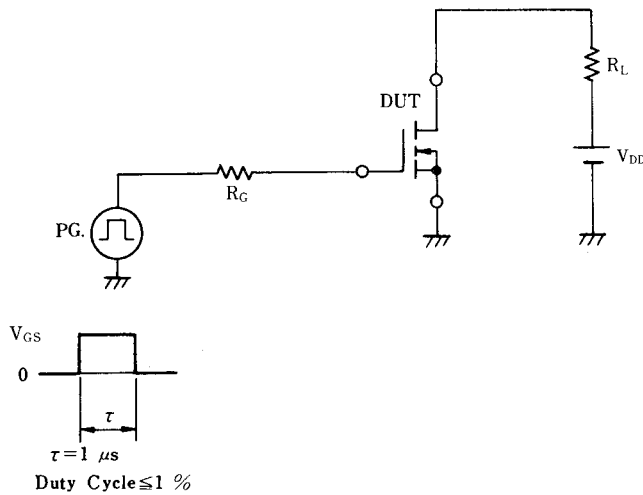 R_L
DUT
V_DD
R_G
PG.
V_GS
0
τ
τ=1 μs
Duty Cycle≦1 %